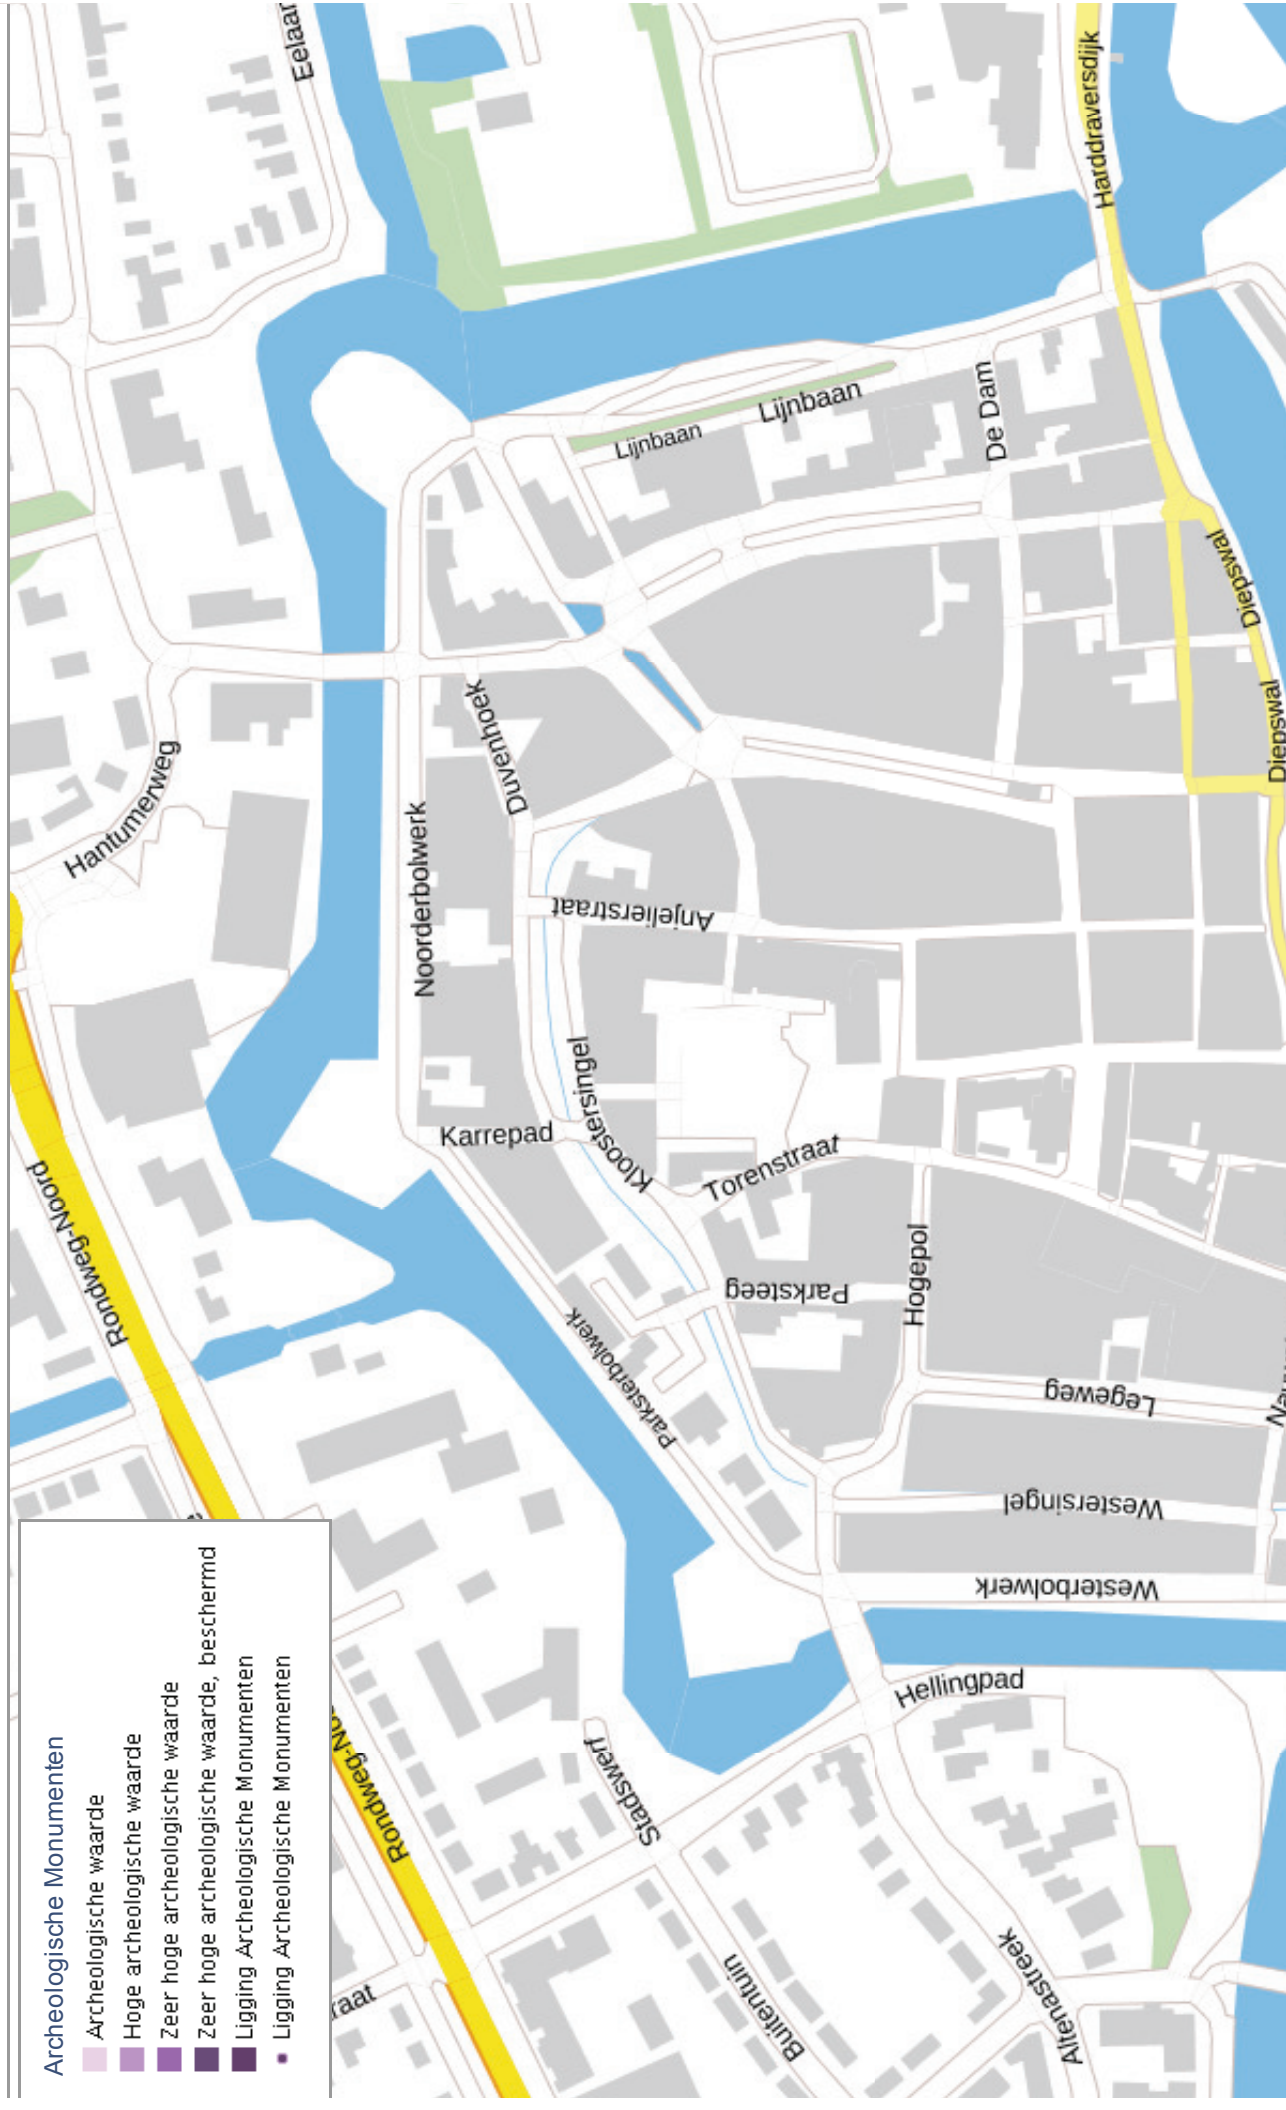 Archeologische Monumenten
Archeologische waarde
Hoge archeologische waarde
Zeer hoge archeologische waarde
Zeer hoge archeologische waarde, beschermd
Ligging Archeologische Monumenten
Ligging Archeologische Monumenten
Rondweg-Noord
Hantumerweg
Eelaar
Rondweg-No
raat
Noorderbolwerk
Duvenhoek
Karrepad
Kloostersingel
Anjelierstraat
Lijnbaan
Lijnbaan
De Dam
Harddraversdijk
Diepswal
Diepswal
Torenstraat
Parksteeg
Hogepol
Parksterbolwerk
Legeweg
Westersingel
Westerbolwerk
Hellingpad
Stadswerf
Buitentuin
Altenastreek